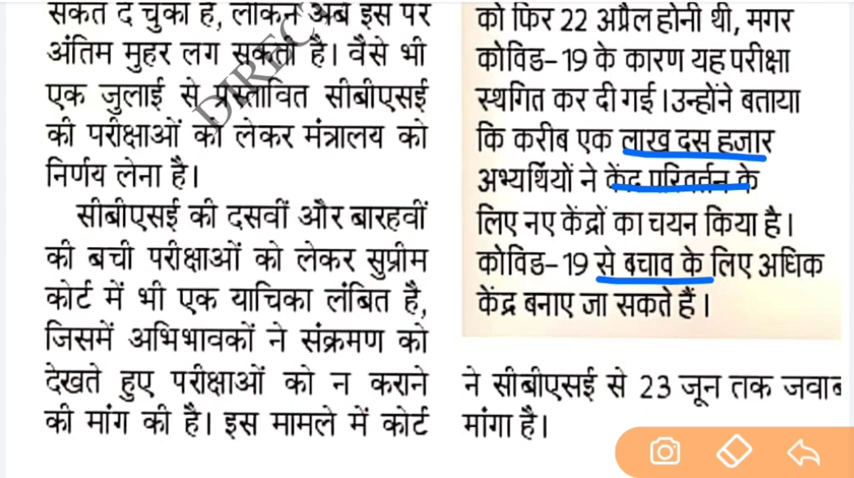 सकत दे चुका है, लेकिन अब इस पर
अंतिम मुहर लग सकती है। वैसे भी
एक जुलाई से प्रस्तावित सीबीएसई
की परीक्षाओं को लेकर मंत्रालय को
निर्णय लेना है।
सीबीएसई की दसवीं और बारहवीं
की बची परीक्षाओं को लेकर सुप्रीम
कोर्ट में भी एक याचिका लंबित है,
जिसमें अभिभावकों ने संक्रमण को
देखते हुए परीक्षाओं को न कराने
की मांग की है। इस मामले में कोर्ट
को फिर 22 अप्रैल होनी थी, मगर
कोविड-19 के कारण यह परीक्षा
स्थगित कर दी गई। उन्होंने बताया
कि करीब एक लाख दस हजार
अभ्यर्थियों ने केंद्र परिवर्तन के
लिए नए केंद्रों का चयन किया है।
कोविड-19 से बचाव के लिए अधिक
केंद्र बनाए जा सकते हैं।
ने सीबीएसई से 23 जून तक जवाब
मांगा है।
DIREC